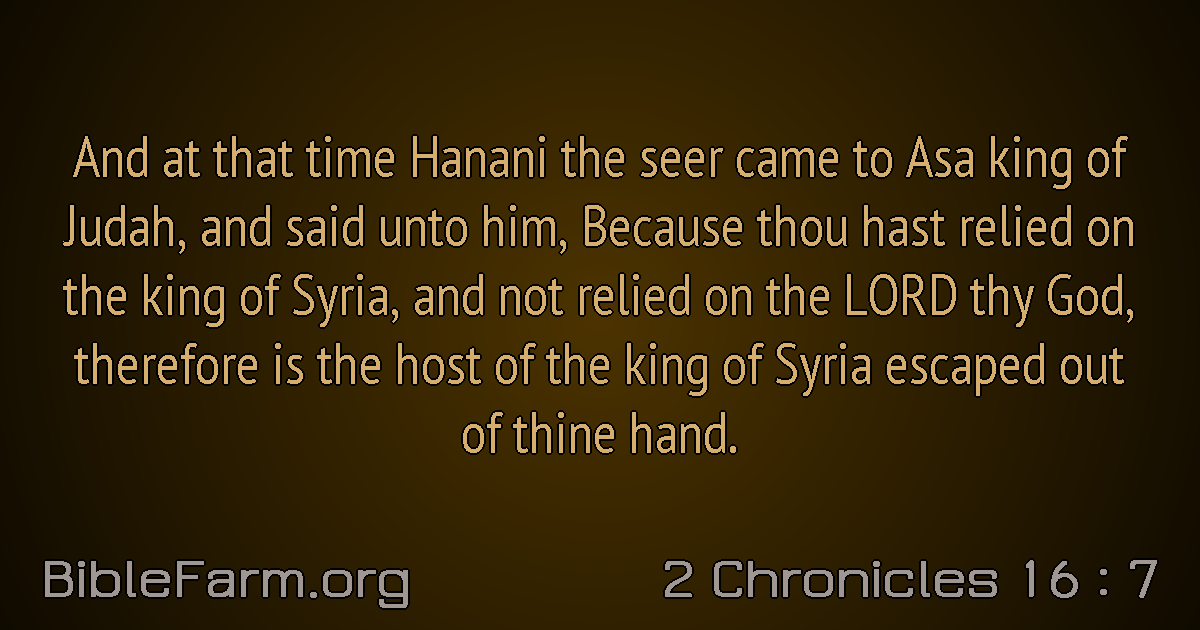 And at that time Hanani the seer came to Asa king of
Judah, and said unto him, Because thou hast relied on
the king of Syria, and not relied on the LORD thy God,
therefore is the host of the king of Syria escaped out
of thine hand.
BibleFarm.org
2 Chronicles 16 : 7